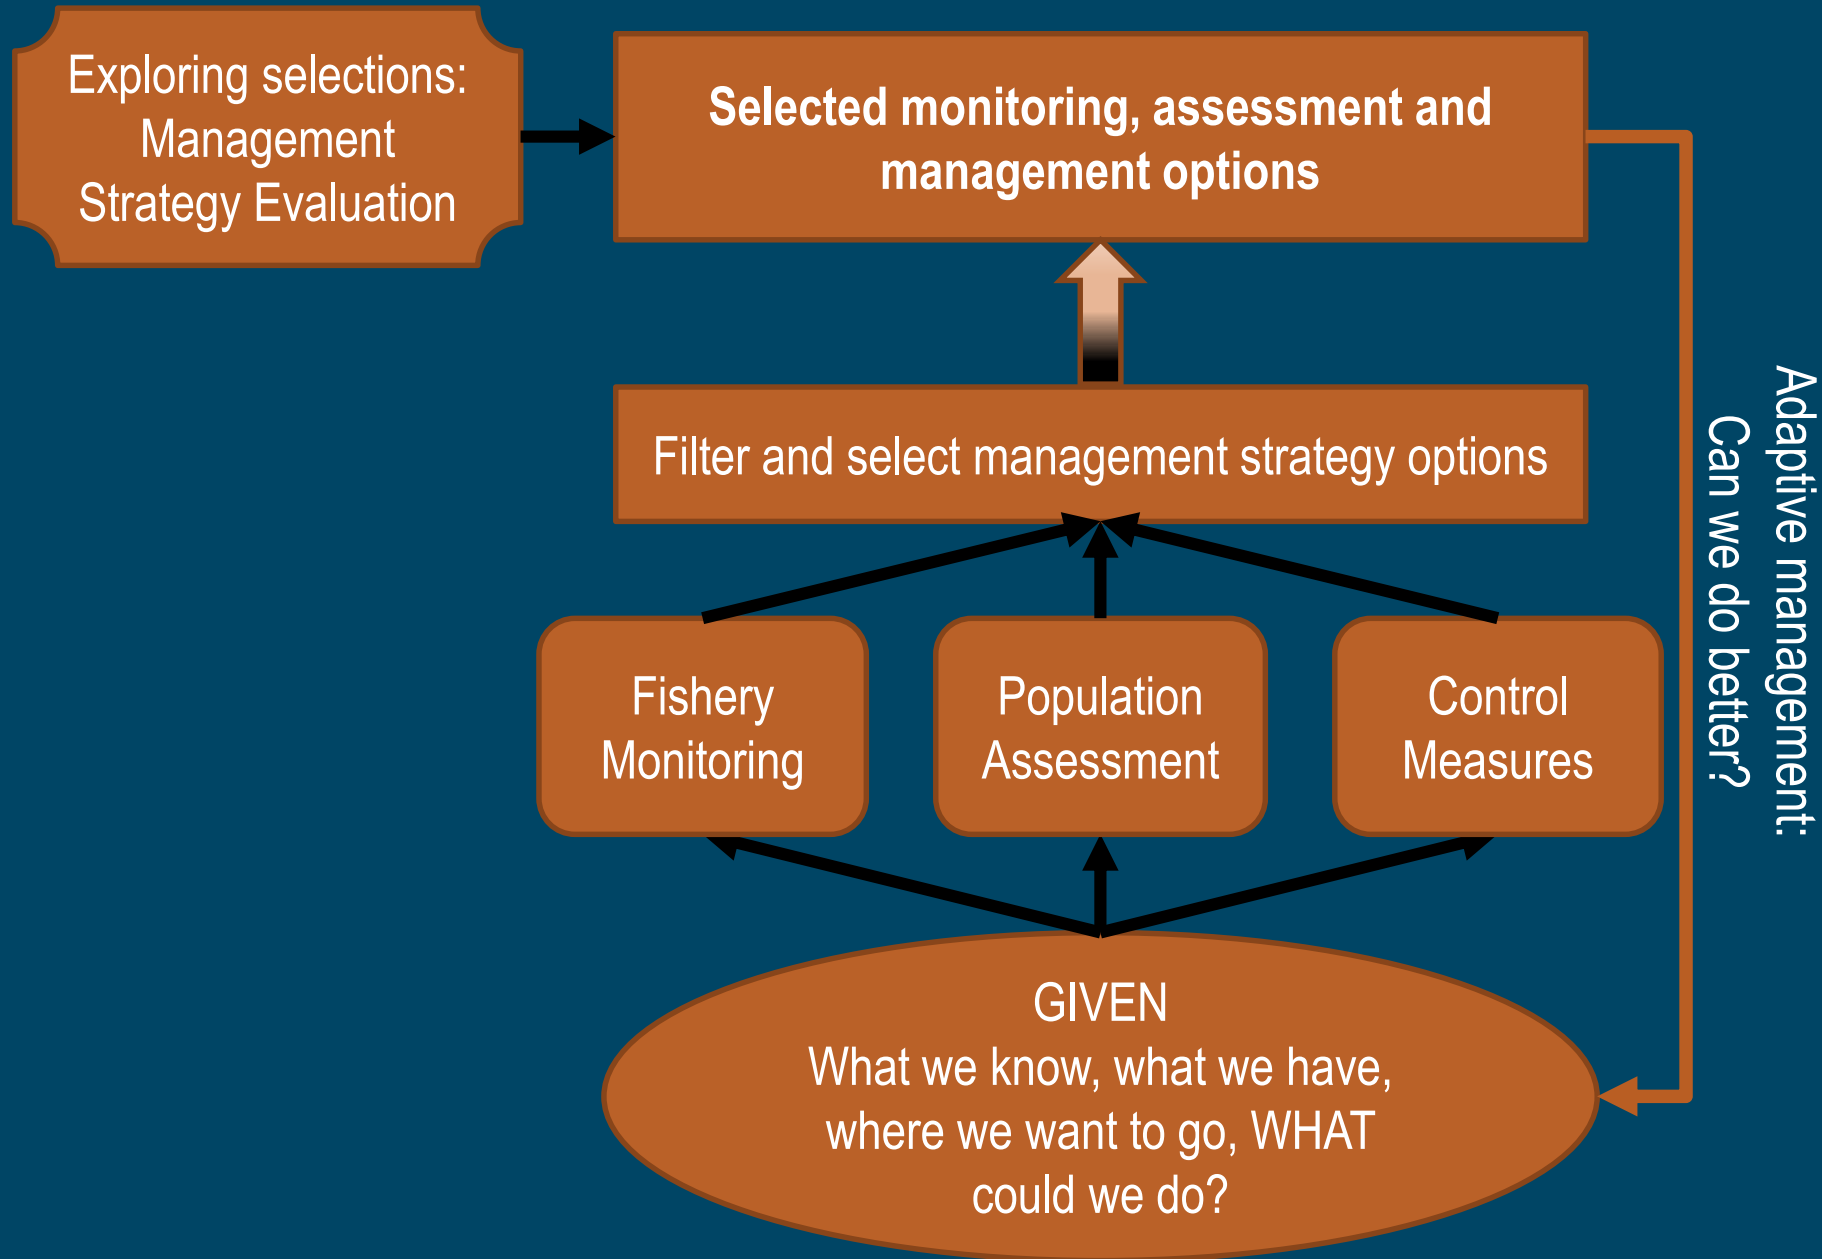 Exploring selections:
Management
Strategy Evaluation
Selected monitoring, assessment and
management options
Filter and select management strategy options
Fishery
Monitoring
Population
Assessment
Control
Measures
Adaptive management:
Can we do better?
GIVEN
What we know, what we have,
where we want to go, WHAT
could we do?